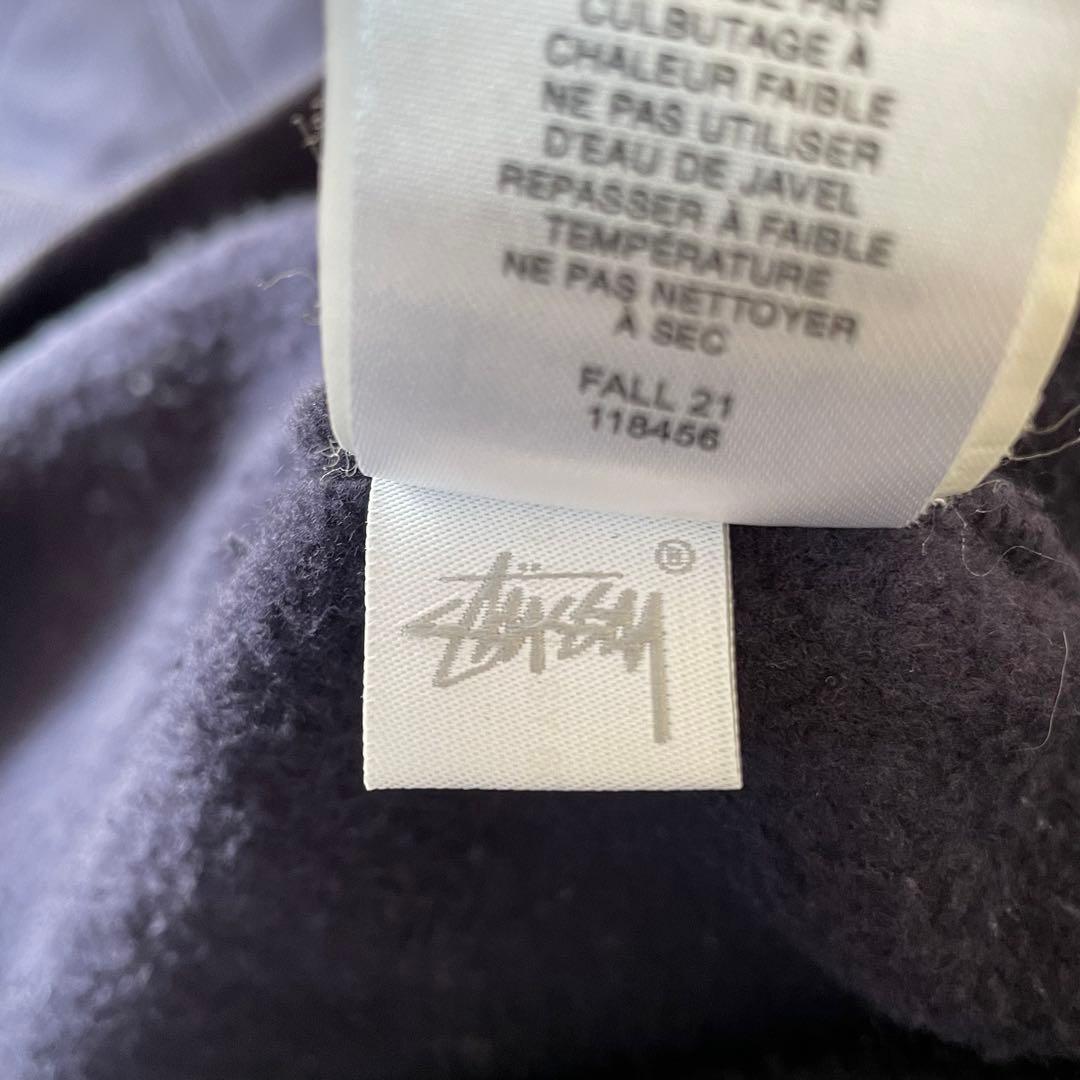 PAR
CULBUTAGE À
CHALEUR FAIBLE
NE PAS UTILISER
D'EAU DE JAVEL
REPASSER À FAIBLE
TEMPÉRATURE
NE PAS NETTOYER
À SEC
FALL 21
118456
Stüssy ®